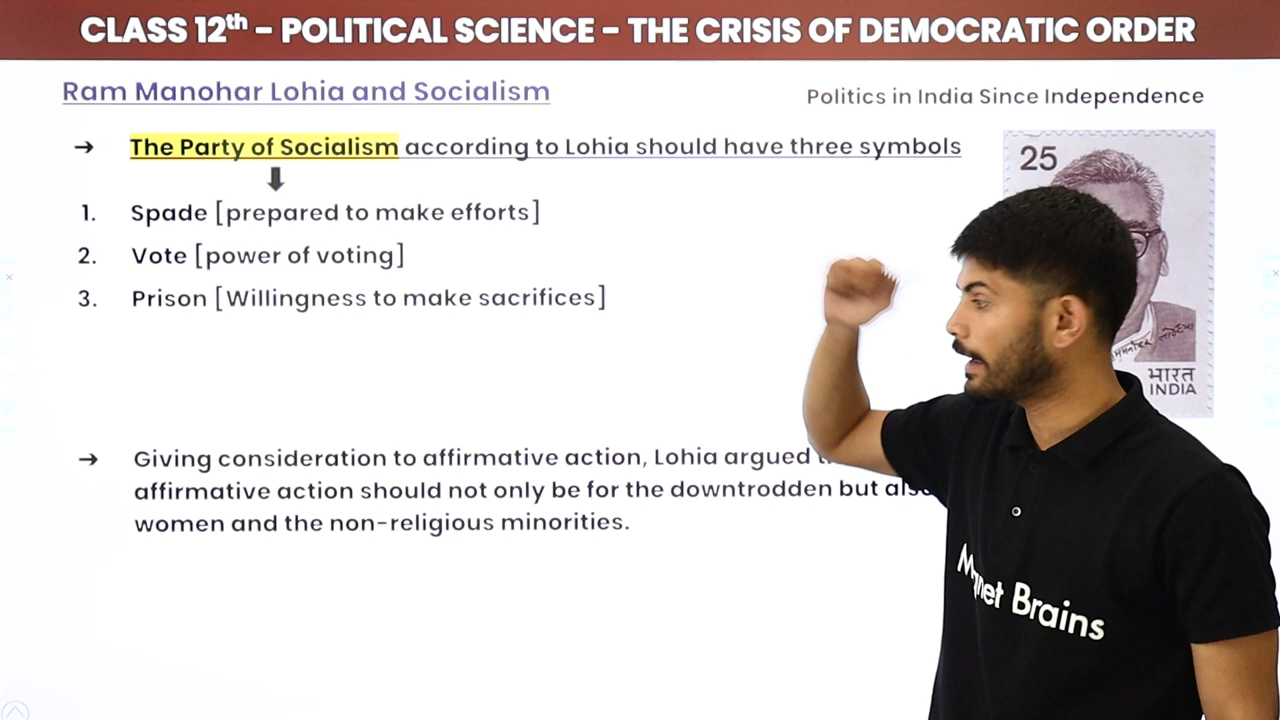 CLASS 12th - POLITICAL SCIENCE - THE CRISIS OF DEMOCRATIC ORDER
Ram Manohar Lohia and Socialism
Politics in India Since Independence
→ The Party of Socialism according to Lohia should have three symbols
25
1. Spade [prepared to make efforts]
2. Vote [power of voting]
3. Prison [Willingness to make sacrifices]
भारत
INDIA
→ Giving consideration to affirmative action, Lohia argued
affirmative action should not only be for the downtrodden but also
women and the non-religious minorities.
Brains